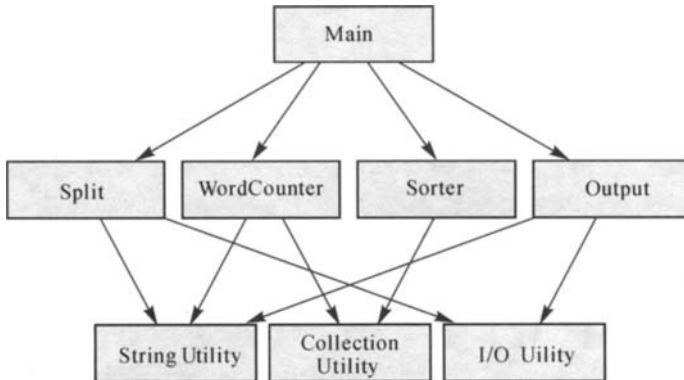 Main
Split
WordCounter
Sorter
Output
String Utility
Collection
Utility
I/O Uility